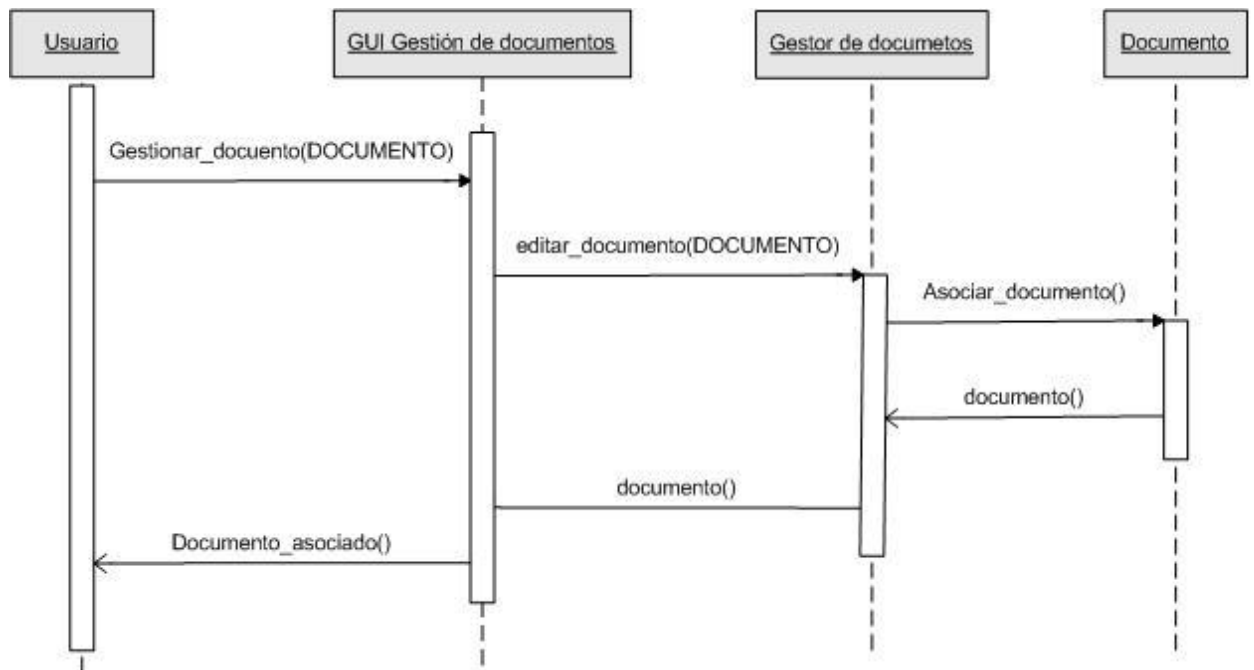 Usuario
GUI Gestión de documentos
Gestor de documetos
Documento
Gestionar_docuento(DOCUMENTO)
editar_documento(DOCUMENTO)
Asociar_documento()
documento()
documento()
Documento_asociado()